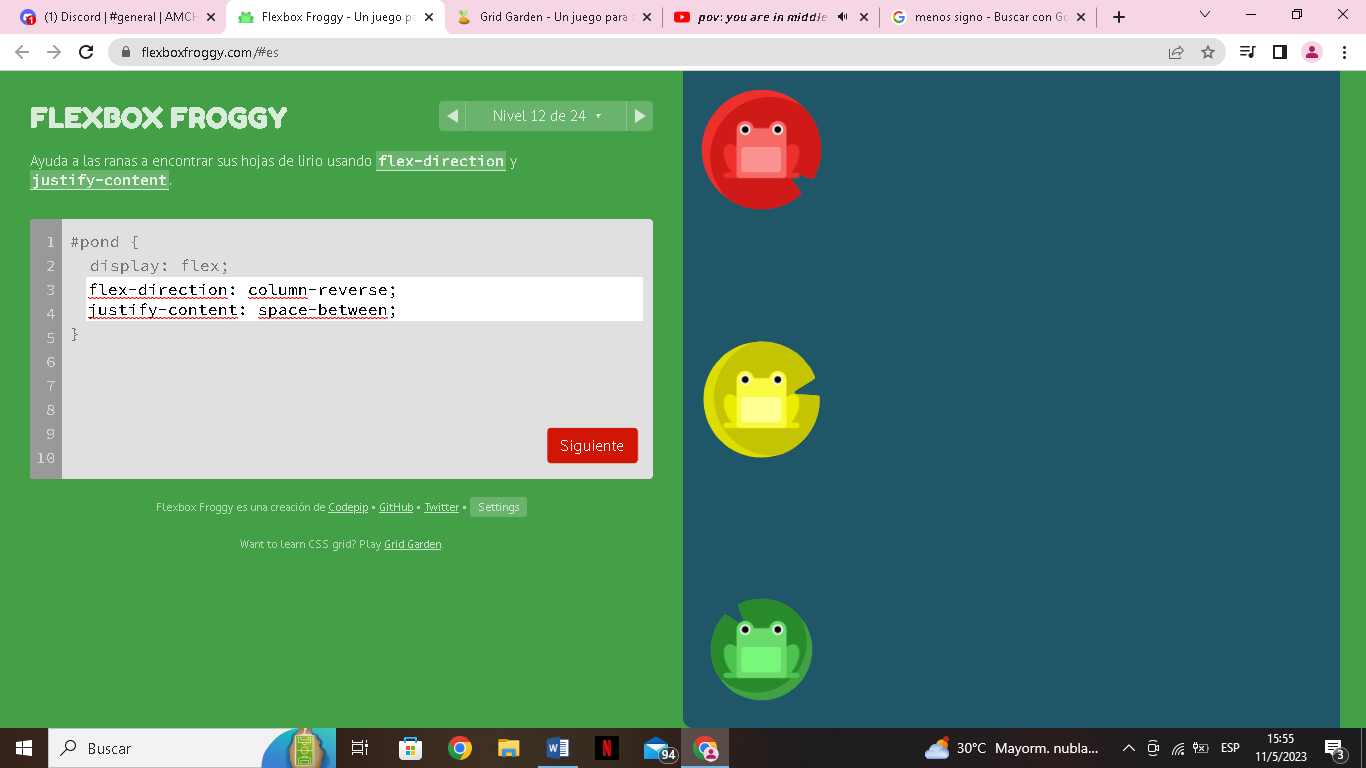 (1) Discord | #general | AMCH
Flexbox Froggy - Un juego pa
Grid Garden - Un juego para
pov: you are in middle
menos signo - Buscar con Go
flexboxfroggy.com/#es
FLEXBOX FROGGY
Nivel 12 de 24
Ayuda a las ranas a encontrar sus hojas de lirio usando flex-direction y
justify-content.
1 #pond {
2 display: flex;
3 flex-direction: column-reverse;
4 justify-content: space-between;
5 }
6
7
8
9
10
Siguiente
Flexbox Froggy es una creación de Codepip • GitHub • Twitter • Settings
Want to learn CSS grid? Play Grid Garden.
Buscar
94
30°C Mayorm. nubla...
ESP
15:55
11/5/2023
3